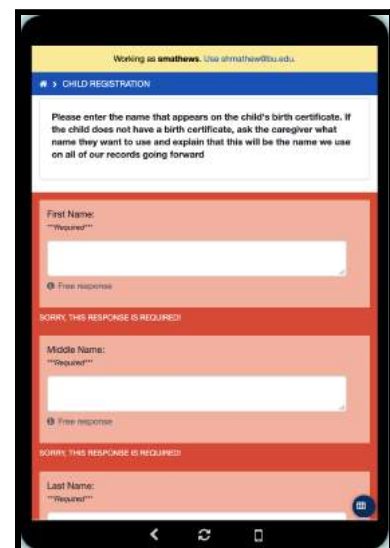 Working as smathews. Use shmathew@bu.edu.
> CHILD REGISTRATION
Please enter the name that appears on the child's birth certificate. If
the child does not have a birth certificate, ask the caregiver what
name they want to use and explain that this will be the name we use
on all of our records going forward
First Name:
***Required***
Free response
SORRY, THIS RESPONSE IS REQUIRED!
Middle Name:
***Required***
Free response
SORRY, THIS RESPONSE IS REQUIRED!
Last Name:
***Required***